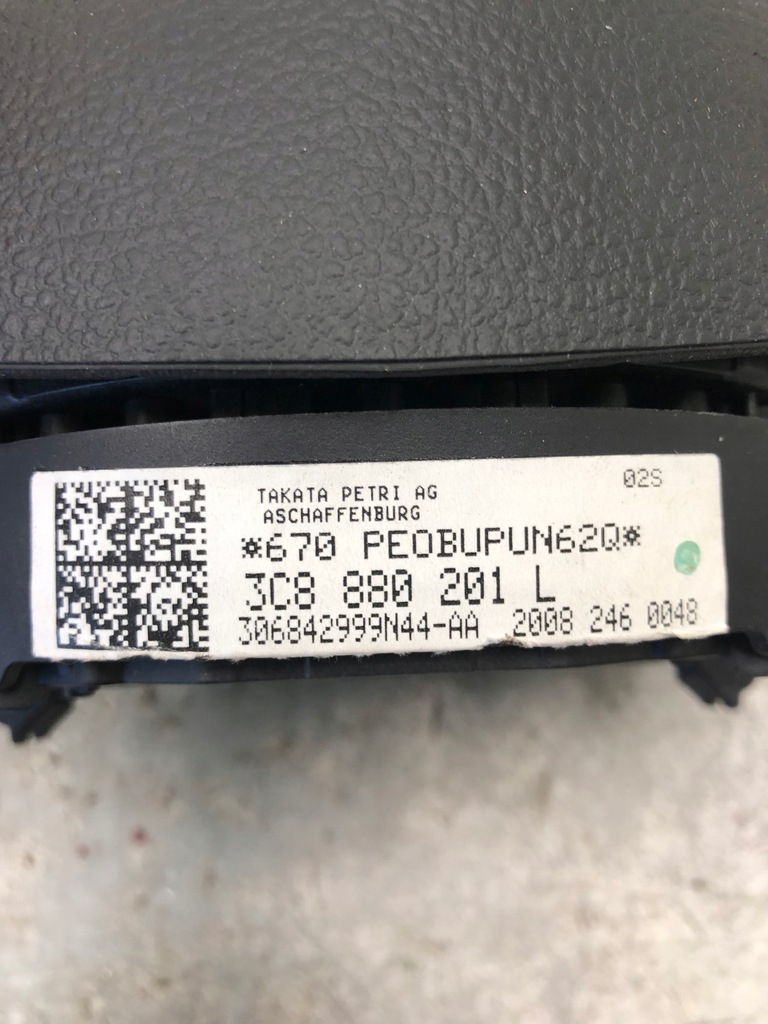 02S
TAKATA PETRI AG
ASCHAFFENBURG
*670 PEOBUPUN62Q*
3C8 880 201 L
306842999N44-AA 2008 246 0048